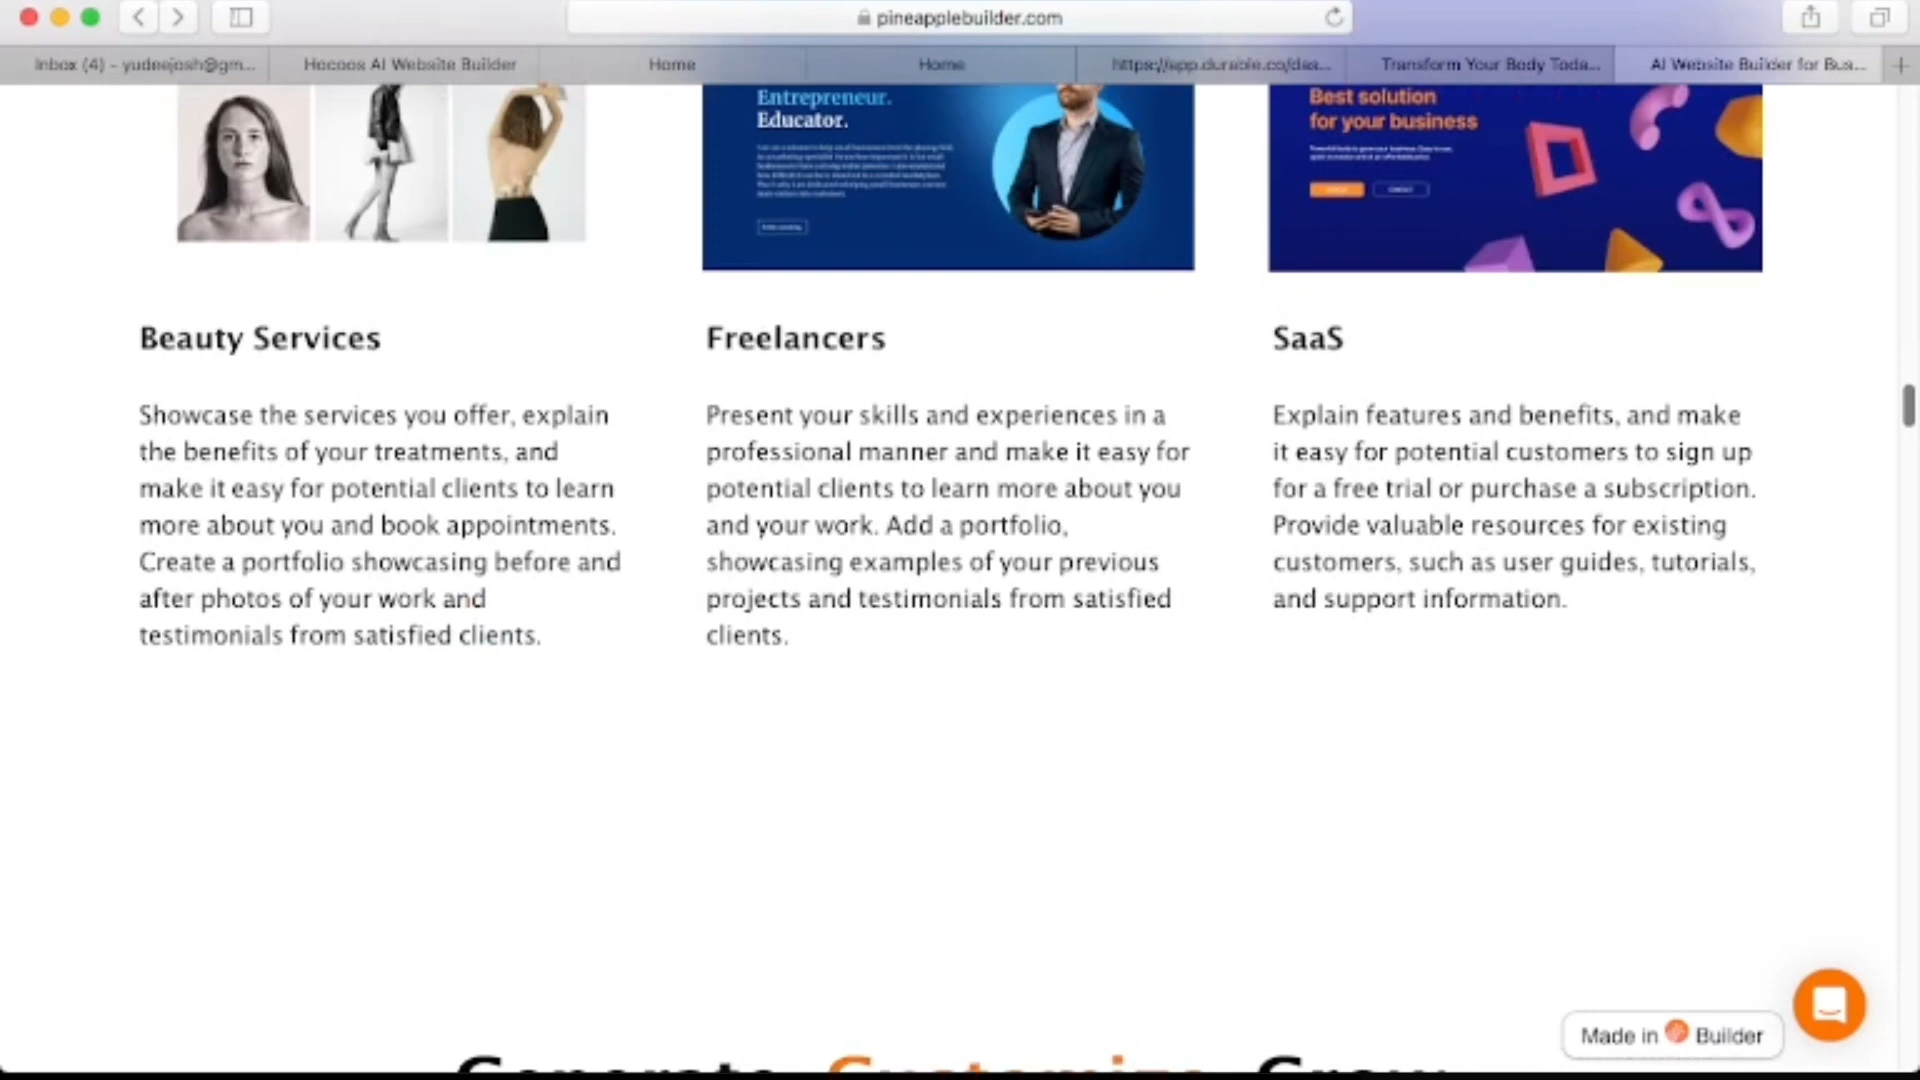 pineapplebuilder.com
Inbox (4) - yudeejosh@gm...
Hocoos AI Website Builder
Home
Home
https://app.durable.co/das...
Transform Your Body Toda...
AI Website Builder for Bus...
Entrepreneur.
Educator.
Best solution
for your business
CONTACT
Beauty Services
Showcase the services you offer, explain
the benefits of your treatments, and
make it easy for potential clients to learn
more about you and book appointments.
Create a portfolio showcasing before and
after photos of your work and
testimonials from satisfied clients.
Freelancers
Present your skills and experiences in a
professional manner and make it easy for
potential clients to learn more about you
and your work. Add a portfolio,
showcasing examples of your previous
projects and testimonials from satisfied
clients.
SaaS
Explain features and benefits, and make
it easy for potential customers to sign up
for a free trial or purchase a subscription.
Provide valuable resources for existing
customers, such as user guides, tutorials,
and support information.
Made in Builder
Generate. Customize. Grow.